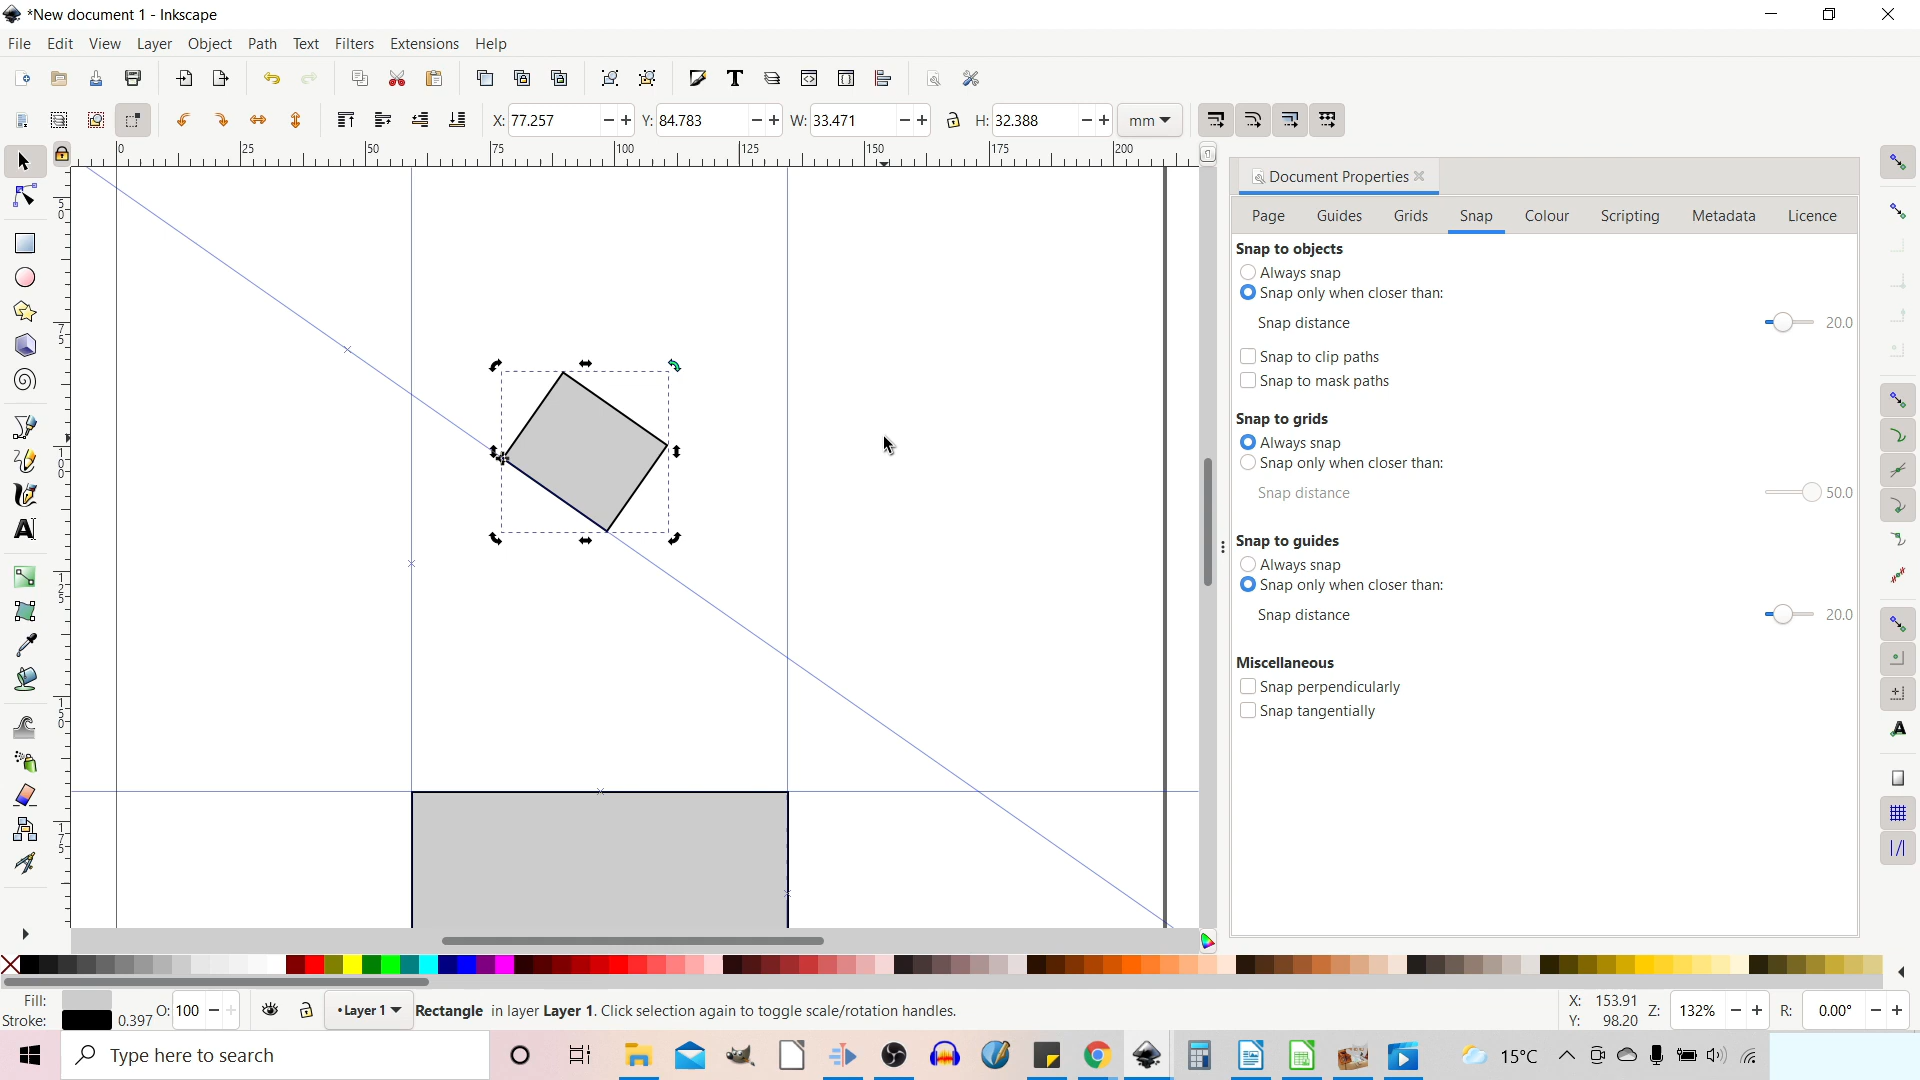 *New document 1 - Inkscape
File Edit View Layer Object Path Text Filters Extensions Help
X: 77.257 Y: 84.783 W: 33.471 H: 32.388 mm
0 25 50 75 100 125 150 175 200
50
75
100
125
150
175
Document Properties
Page Guides Grids Snap Colour Scripting Metadata Licence
Snap to objects
Always snap
Snap only when closer than:
Snap distance 20.0
Snap to clip paths
Snap to mask paths
Snap to grids
Always snap
Snap only when closer than:
Snap distance 50.0
Snap to guides
Always snap
Snap only when closer than:
Snap distance 20.0
Miscellaneous
Snap perpendicularly
Snap tangentially
Fill: O: 100 •Layer 1 Rectangle in layer Layer 1. Click selection again to toggle scale/rotation handles. X: 153.91 Z: 132% R: 0.00°
Stroke: 0.397 Y: 98.20
Type here to search 15°C